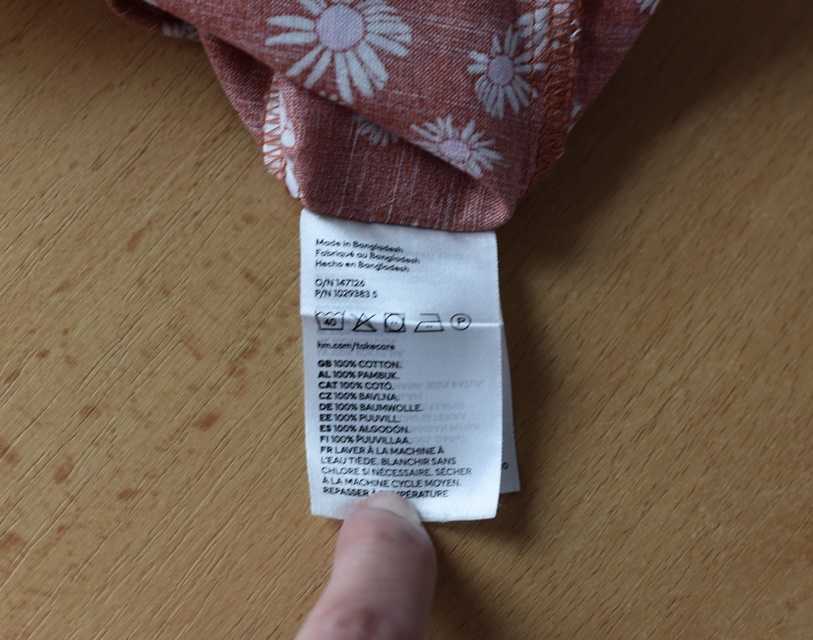 Made in Bangladesh
Fabriqué au Bangladesh
Hecho en Bangladesh
O/N 147126
P/N 1029383 5
40 P
hm.com/takecare
GB 100% COTTON.
AL 100% PAMBUK.
CAT 100% COTÓ.
CZ 100% BAVLNA.
DE 100% BAUMWOLLE.
EE 100% PUUVILL.
ES 100% ALGODÓN.
FI 100% PUUVILLAA.
FR LAVER À LA MACHINE À
L'EAU TIÈDE. BLANCHIR SANS
CHLORE SI NÉCESSAIRE. SÉCHER
À LA MACHINE CYCLE MOYEN.
REPASSER À